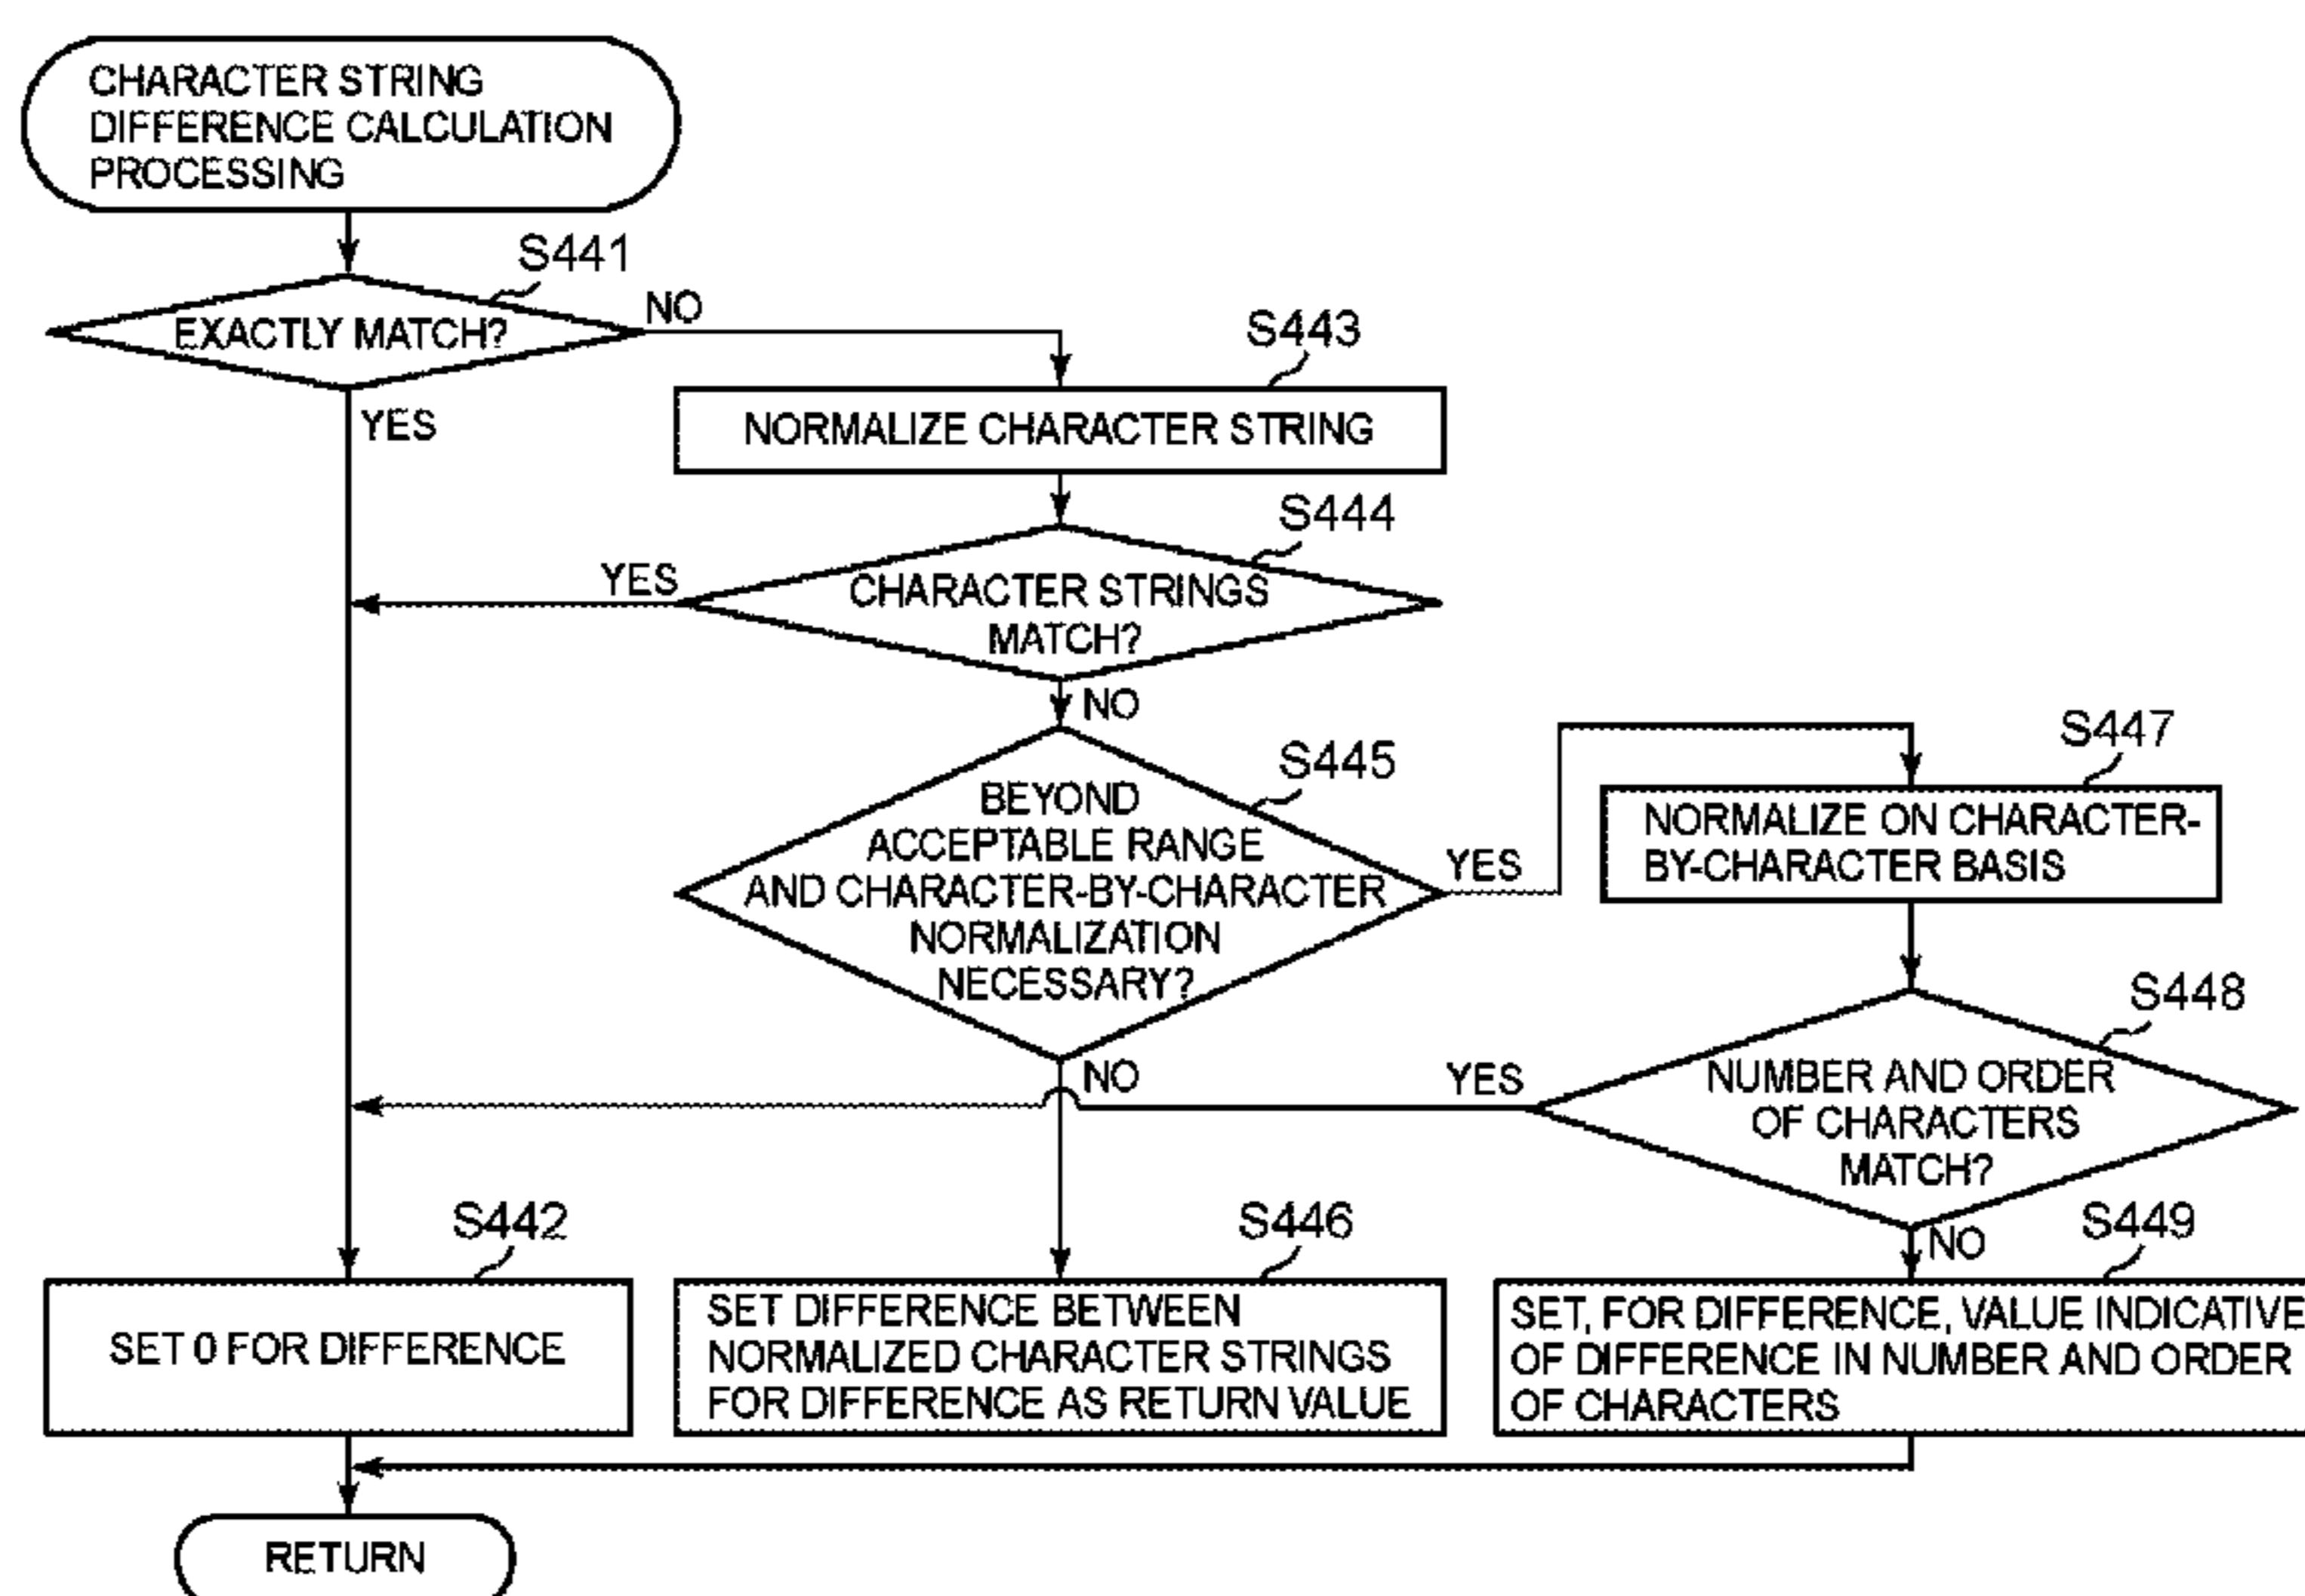 CHARACTER STRING
DIFFERENCE CALCULATION
PROCESSING
S441
EXACTLY MATCH?
NO
YES
S443
NORMALIZE CHARACTER STRING
S444
YES
CHARACTER STRINGS
MATCH?
NO
S445
BEYOND
ACCEPTABLE RANGE
AND CHARACTER-BY-CHARACTER
NORMALIZATION
NECESSARY?
YES
NO
S447
NORMALIZE ON CHARACTER-
BY-CHARACTER BASIS
S448
YES
NUMBER AND ORDER
OF CHARACTERS
MATCH?
NO
S442
SET 0 FOR DIFFERENCE
S446
SET DIFFERENCE BETWEEN
NORMALIZED CHARACTER STRINGS
FOR DIFFERENCE AS RETURN VALUE
S449
SET, FOR DIFFERENCE, VALUE INDICATIVE
OF DIFFERENCE IN NUMBER AND ORDER
OF CHARACTERS
RETURN